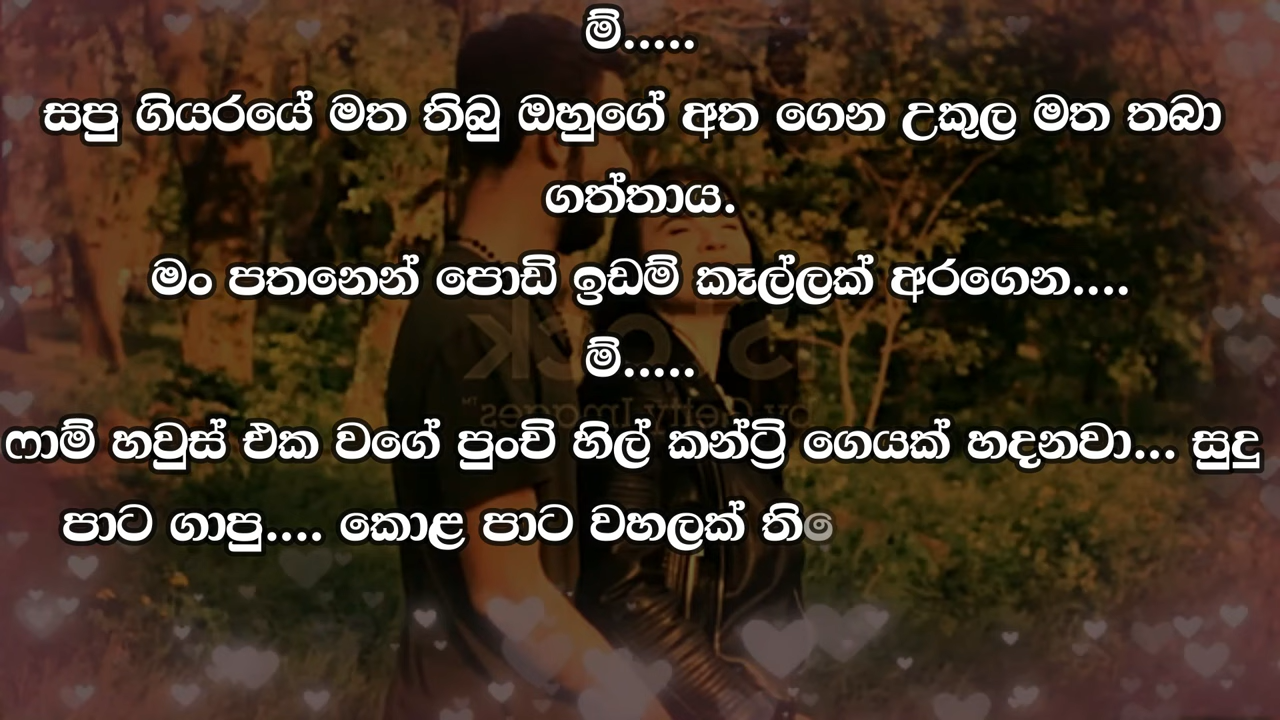 ම්.....
සපු ගියරයේ මත තිබු ඔහුගේ අත ගෙන උකුල මත තබා
ගත්තාය.
මං පතනෙන් පොඩි ඉඩම් කෑල්ලක් අරගෙන....
ම්.....
ෆාම් හවුස් එක වගේ පුංචි හිල් කන්ට්‍රි ගෙයක් හදනවා... සුදු
පාට ගාපු.... කොළ පාට වහලක් ති